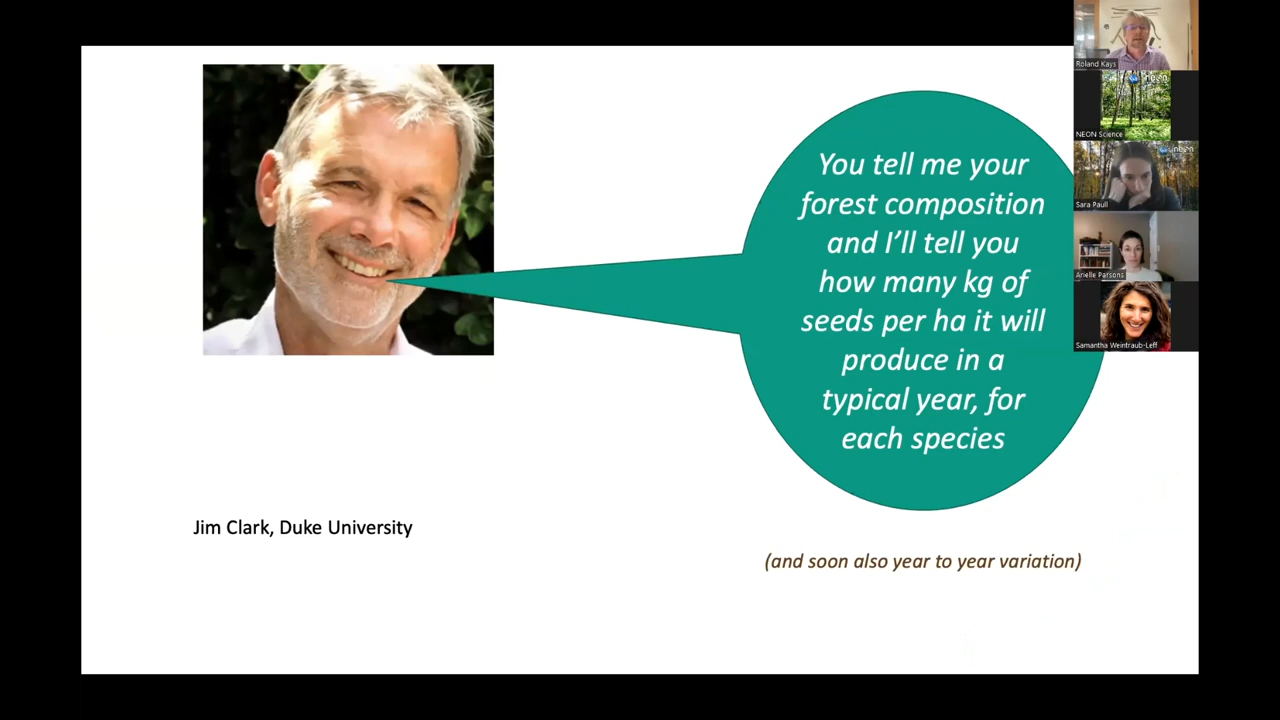 You tell me your
forest composition
and I'll tell you
how many kg of
seeds per ha it will
produce in a
typical year, for
each species
Jim Clark, Duke University
(and soon also year to year variation)
Roland Kays
neon
NEON Science
neon
Sara Paull
Arielle Parsons
Samantha Weintraub-Leff